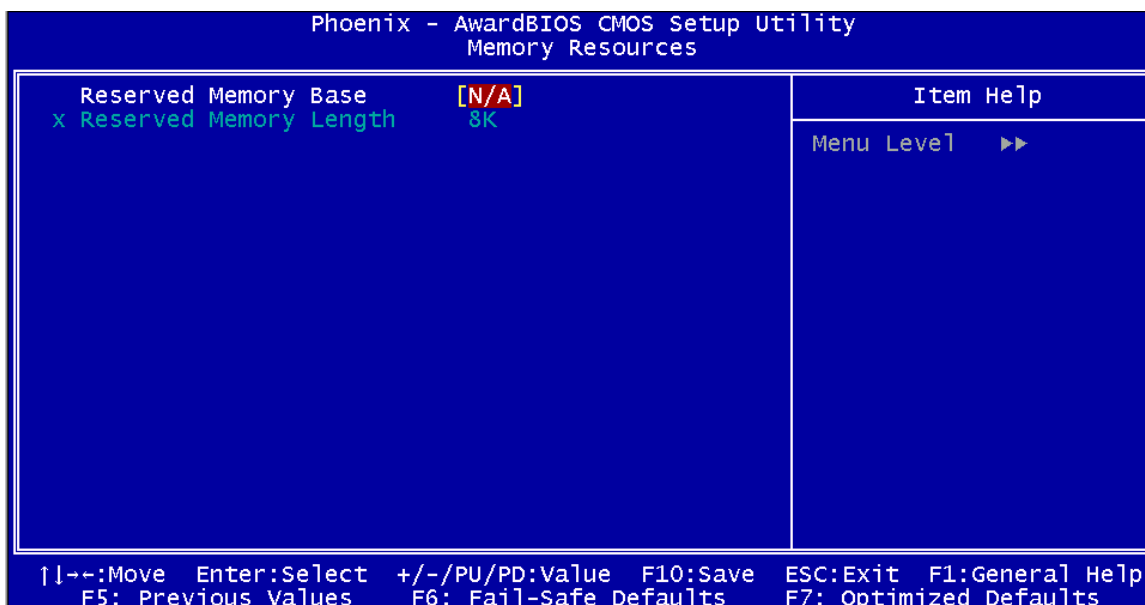 Phoenix - AwardBIOS CMOS Setup Utility
Memory Resources
Reserved Memory Base [N/A]
x Reserved Memory Length 8K
Item Help
Menu Level ▶▶
↑↓→←:Move Enter:Select +/-/PU/PD:Value F10:Save ESC:Exit F1:General Help
F5: Previous Values F6: Fail-Safe Defaults F7: Optimized Defaults